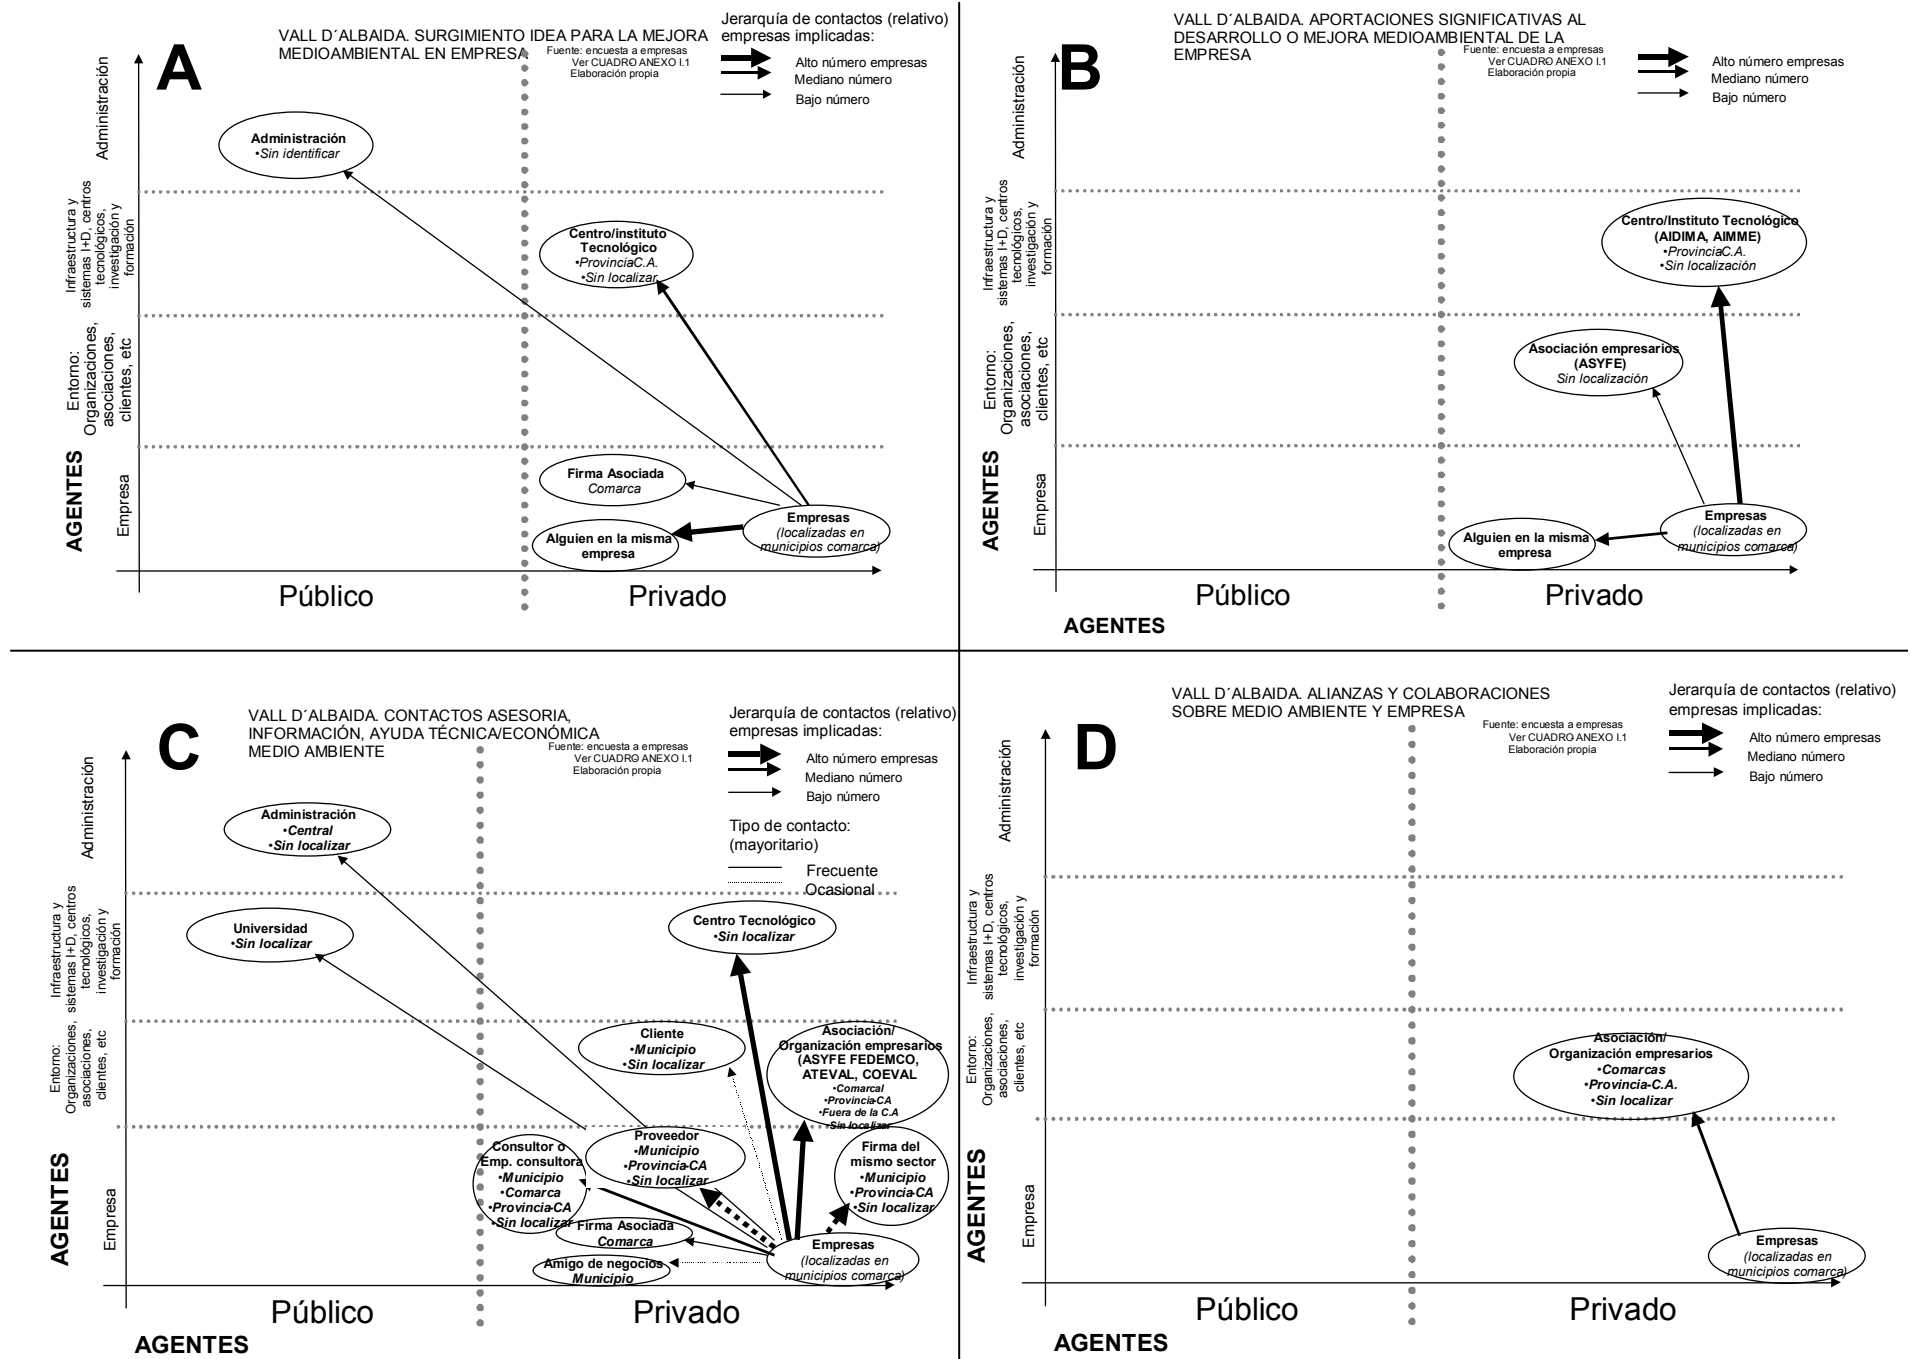 A
VALL D´ALBAIDA. SURGIMIENTO IDEA PARA LA MEJORA
MEDIOAMBIENTAL EN EMPRESA
Fuente: encuesta a empresas
Ver CUADRO ANEXO I.1
Elaboración propia
Jerarquía de contactos (relativo)
empresas implicadas:
Alto número empresas
Mediano número
Bajo número
Administración
Infraestructura y
sistemas I+D, centros
tecnológicos,
investigación y
formación
Entorno:
Organizaciones,
asociaciones,
clientes, etc
Empresa
AGENTES
Administración
•Sin identificar
Centro/instituto
Tecnológico
•ProvinciaC.A.
•Sin localizar
Firma Asociada
Comarca
Alguien en la misma
empresa
Empresas
(localizadas en
municipios comarca)
Público
Privado
B
VALL D´ALBAIDA. APORTACIONES SIGNIFICATIVAS AL
DESARROLLO O MEJORA MEDIOAMBIENTAL DE LA
EMPRESA
Fuente: encuesta a empresas
Ver CUADRO ANEXO I.1
Elaboración propia
Alto número empresas
Mediano número
Bajo número
Administración
Infraestructura y
sistemas I+D, centros
tecnológicos,
investigación y
formación
Entorno:
Organizaciones,
asociaciones,
clientes, etc
Empresa
AGENTES
Centro/Instituto Tecnológico
(AIDIMA, AIMME)
•ProvinciaC.A.
•Sin localización
Asociación empresarios
(ASYFE)
Sin localización
Alguien en la misma
empresa
Empresas
(localizadas en
municipios comarca)
Público
Privado
AGENTES
C
VALL D´ALBAIDA. CONTACTOS ASESORIA,
INFORMACIÓN, AYUDA TÉCNICA/ECONÓMICA
MEDIO AMBIENTE
Fuente: encuesta a empresas
Ver CUADRO ANEXO I.1
Elaboración propia
Jerarquía de contactos (relativo)
empresas implicadas:
Alto número empresas
Mediano número
Bajo número
Tipo de contacto:
(mayoritario)
Frecuente
Ocasional
Administración
Infraestructura y
sistemas I+D, centros
tecnológicos,
investigación y
formación
Entorno:
Organizaciones,
asociaciones,
clientes, etc
Empresa
AGENTES
Administración
•Central
•Sin localizar
Universidad
•Sin localizar
Centro Tecnológico
•Sin localizar
Cliente
•Municipio
•Sin localizar
Asociación/
Organización empresarios
(ASYFE FEDEMCO,
ATEVAL, COEVAL)
•Comarcal
•Provincia-CA
•Fuera de la C.A
•Sin localizar
Consultor o
Emp. consultora
•Municipio
•Comarca
•Provincia-CA
•Sin localizar
Proveedor
•Municipio
•Provincia-CA
•Sin localizar
Firma del
mismo sector
•Municipio
•Provincia-CA
•Sin localizar
Firma Asociada
Comarca
Amigo de negocios
Municipio
Empresas
(localizadas en
municipios comarca)
Público
Privado
AGENTES
D
VALL D´ALBAIDA. ALIANZAS Y COLABORACIONES
SOBRE MEDIO AMBIENTE Y EMPRESA
Fuente: encuesta a empresas
Ver CUADRO ANEXO I.1
Elaboración propia
Jerarquía de contactos (relativo)
empresas implicadas:
Alto número empresas
Mediano número
Bajo número
Administración
Infraestructura y
sistemas I+D, centros
tecnológicos,
investigación y
formación
Entorno:
Organizaciones,
asociaciones,
clientes, etc
Empresa
AGENTES
Asociación/
Organización empresarios
•Comarcas
•Provincia-C.A.
•Sin localizar
Empresas
(localizadas en
municipios comarca)
Público
Privado
AGENTES